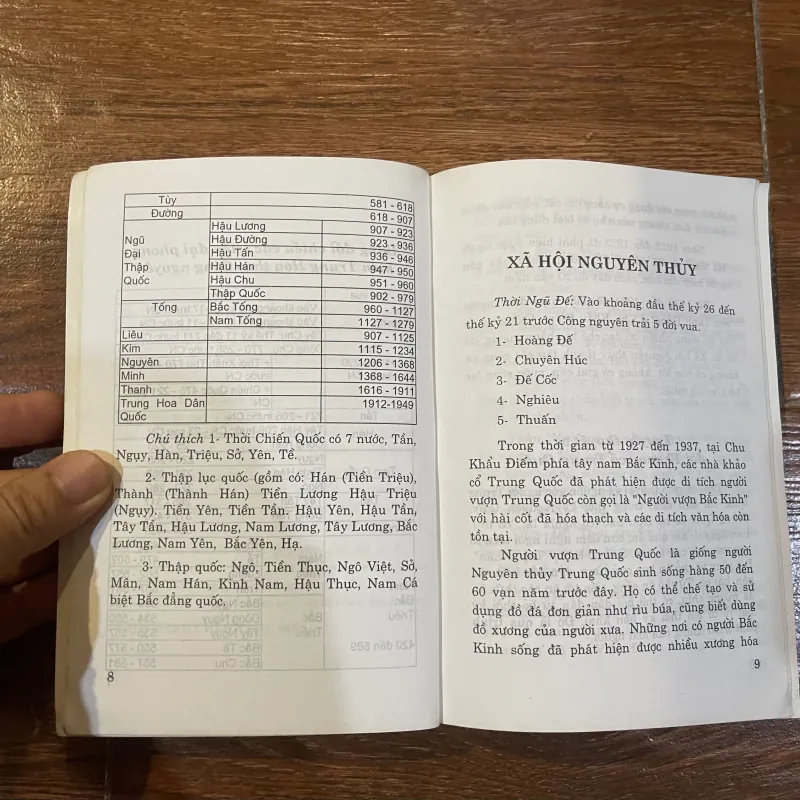 Tùy 581 - 618
Đường 618 - 907
Ngũ Đại Thập Quốc Hậu Lương 907 - 923
Hậu Đường 923 - 936
Hậu Tấn 936 - 946
Hậu Hán 947 - 950
Hậu Chu 951 - 960
Thập Quốc 902 - 979
Tống Bắc Tống 960 - 1127
Nam Tống 1127 - 1279
Liêu 907 - 1125
Kim 1115 - 1234
Nguyên 1206 - 1368
Minh 1368 - 1644
Thanh 1616 - 1911
Trung Hoa Dân Quốc 1912-1949
Chú thích 1- Thời Chiến Quốc có 7 nước, Tần,
Ngụy, Hàn, Triệu, Sở, Yên, Tề.
2- Thập lục quốc (gồm có: Hán (Tiền Triệu),
Thành (Thành Hán) Tiền Lương Hậu Triệu
(Ngụy). Tiền Yên, Tiền Tần. Hậu Yên, Hậu Tần,
Tây Tần, Hậu Lương, Nam Lương, Tây Lương, Bắc
Lương, Nam Yên, Bắc Yên, Hạ.
3- Thập quốc: Ngô, Tiền Thục, Ngô Việt, Sở,
Mân, Nam Hán, Kinh Nam, Hậu Thục, Nam Cá
biệt Bắc đẳng quốc.
8
XÃ HỘI NGUYÊN THỦY
Thời Ngũ Đế: Vào khoảng đầu thế kỷ 26 đến
thế kỷ 21 trước Công nguyên trải 5 đời vua.
1- Hoàng Đế
2- Chuyên Húc
3- Đế Cốc
4- Nghiêu
5- Thuấn
Trong thời gian từ 1927 đến 1937, tại Chu
Khẩu Điếm phía tây nam Bắc Kinh, các nhà khảo
cổ Trung Quốc đã phát hiện được di tích người
vượn Trung Quốc còn gọi là "Người vượn Bắc Kinh"
với hài cốt đã hóa thạch và các di tích văn hóa còn
tồn tại.
Người vượn Trung Quốc là giống người
Nguyên thủy Trung Quốc sinh sống hàng 50 đến
60 vạn năm trước đây. Họ có thể chế tạo và sử
dụng đồ đá đơn giản như rìu búa, cũng biết dùng
đồ xương của người xưa. Những nơi có người Bắc
Kinh sống đã phát hiện được nhiều xương hóa
9